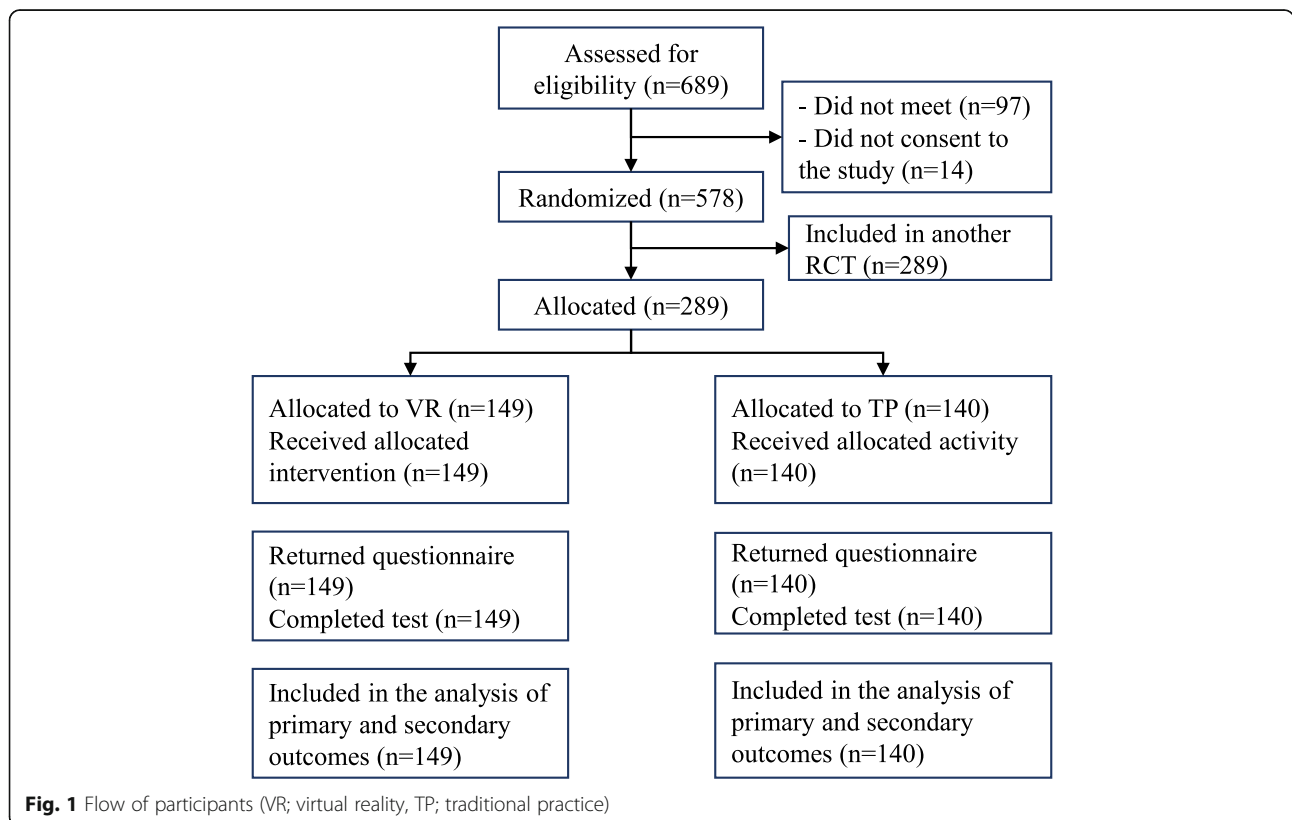 Assessed for
eligibility (n=689)
- Did not meet (n=97)
- Did not consent to
the study (n=14)
Randomized (n=578)
Included in another
RCT (n=289)
Allocated (n=289)
Allocated to VR (n=149)
Received allocated
intervention (n=149)
Allocated to TP (n=140)
Received allocated activity
(n=140)
Returned questionnaire
(n=149)
Completed test (n=149)
Returned questionnaire
(n=140)
Completed test (n=140)
Included in the analysis of
primary and secondary
outcomes (n=149)
Included in the analysis of
primary and secondary
outcomes (n=140)
Fig. 1 Flow of participants (VR; virtual reality, TP; traditional practice)